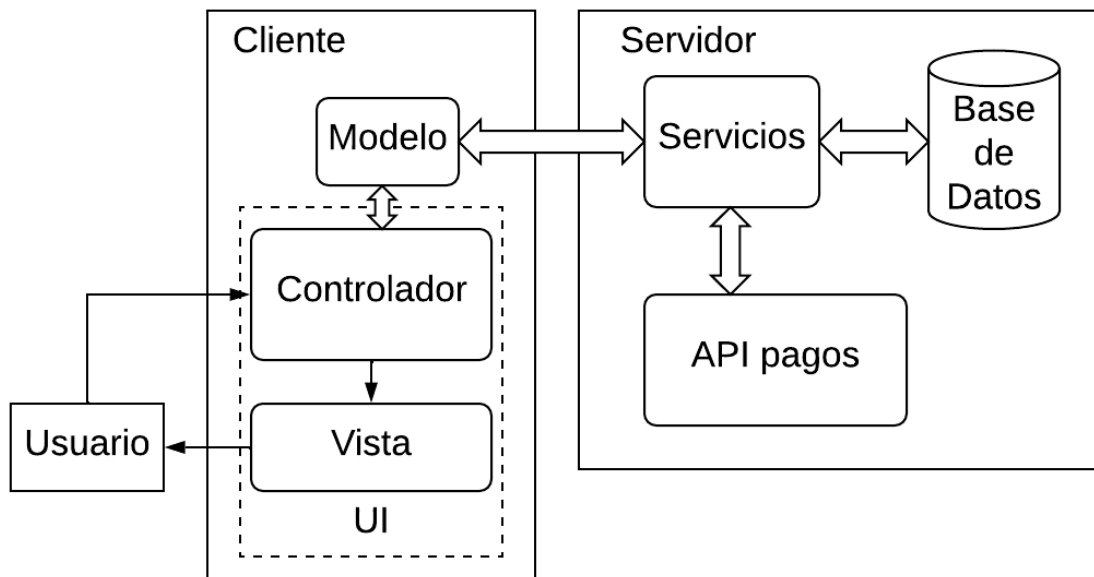 Cliente
Servidor
Modelo
Servicios
Base
de
Datos
Controlador
API pagos
Usuario
Vista
UI